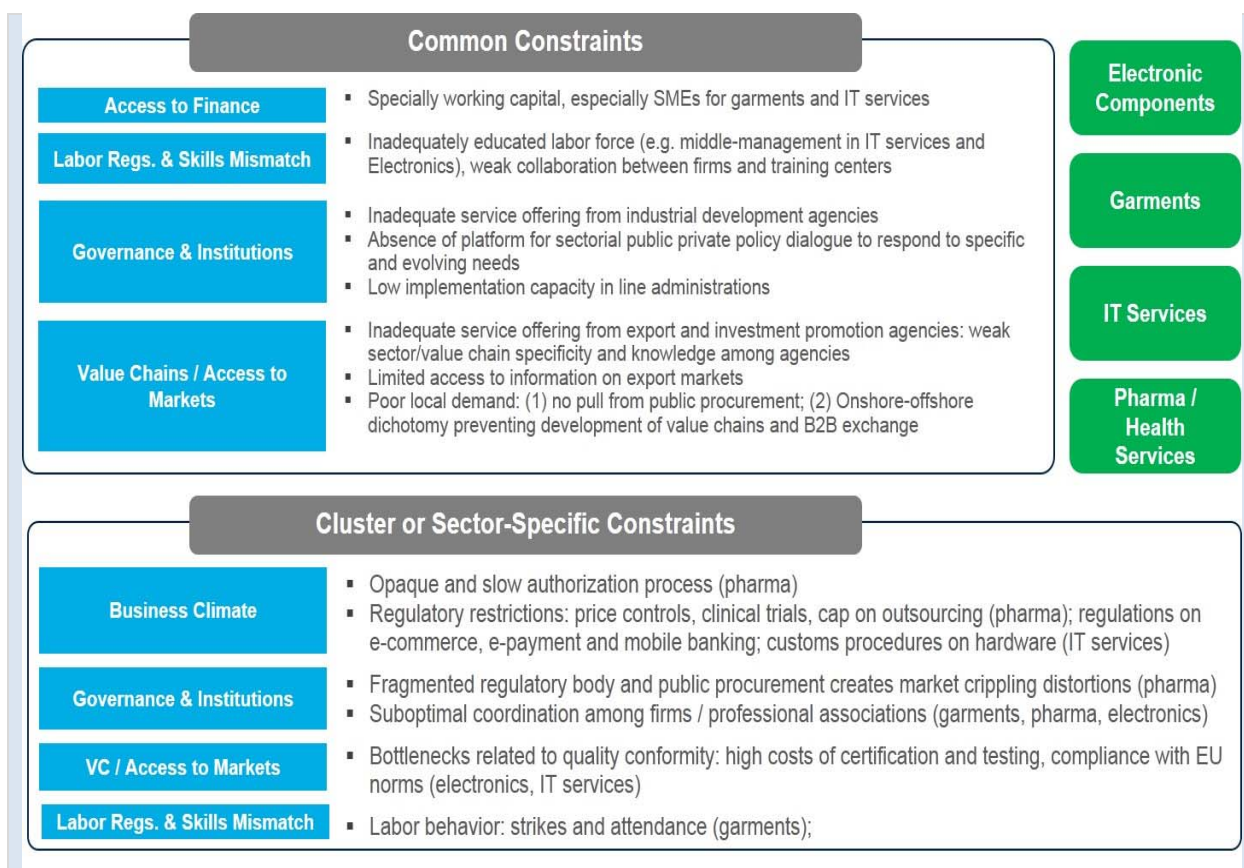 Common Constraints
Access to Finance
▪ Specially working capital, especially SMEs for garments and IT services
Labor Regs. & Skills Mismatch
▪ Inadequately educated labor force (e.g. middle-management in IT services and
Electronics), weak collaboration between firms and training centers
Governance & Institutions
▪ Inadequate service offering from industrial development agencies
▪ Absence of platform for sectorial public private policy dialogue to respond to specific
and evolving needs
▪ Low implementation capacity in line administrations
Value Chains / Access to
Markets
▪ Inadequate service offering from export and investment promotion agencies: weak
sector/value chain specificity and knowledge among agencies
▪ Limited access to information on export markets
▪ Poor local demand: (1) no pull from public procurement; (2) Onshore-offshore
dichotomy preventing development of value chains and B2B exchange
Electronic
Components
Garments
IT Services
Pharma /
Health
Services
Cluster or Sector-Specific Constraints
Business Climate
▪ Opaque and slow authorization process (pharma)
▪ Regulatory restrictions: price controls, clinical trials, cap on outsourcing (pharma); regulations on
e-commerce, e-payment and mobile banking; customs procedures on hardware (IT services)
Governance & Institutions
▪ Fragmented regulatory body and public procurement creates market crippling distortions (pharma)
▪ Suboptimal coordination among firms / professional associations (garments, pharma, electronics)
VC / Access to Markets
▪ Bottlenecks related to quality conformity: high costs of certification and testing, compliance with EU
norms (electronics, IT services)
Labor Regs. & Skills Mismatch
▪ Labor behavior: strikes and attendance (garments);